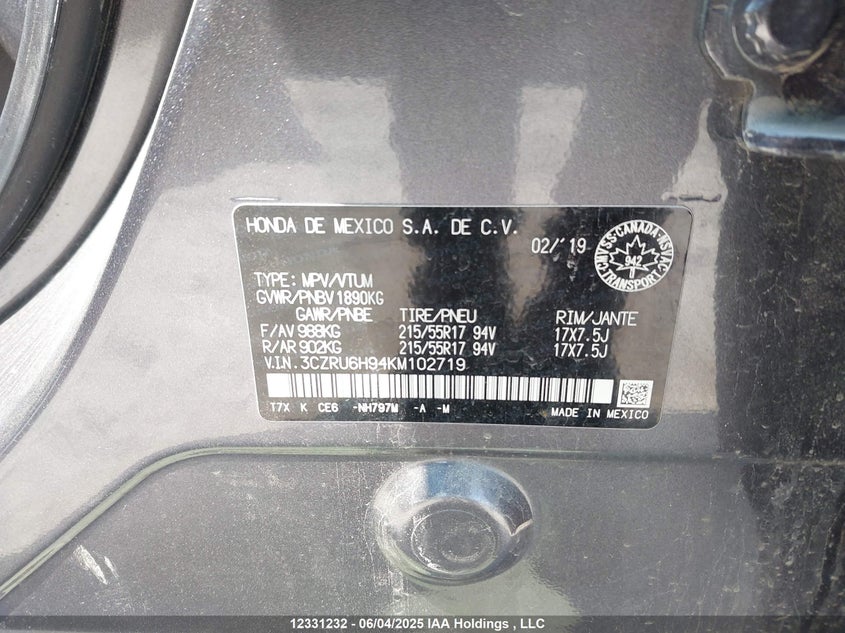 HONDA DE MEXICO S.A. DE C.V.
02/'19
CMVSS·CANADA·NSVAC
942
TRANSPORT
TYPE: MPV/VTUM
GVWR/PNBV 1890KG
GAWR/PNBE TIRE/PNEU RIM/JANTE
F/AV 988KG 215/55R17 94V 17X7.5J
R/AR 902KG 215/55R17 94V 17X7.5J
V.I.N. 3CZRU6H94KM102719
T7X K CE6 -NH797M -A -M MADE IN MEXICO
12331232 - 06/04/2025 IAA Holdings , LLC